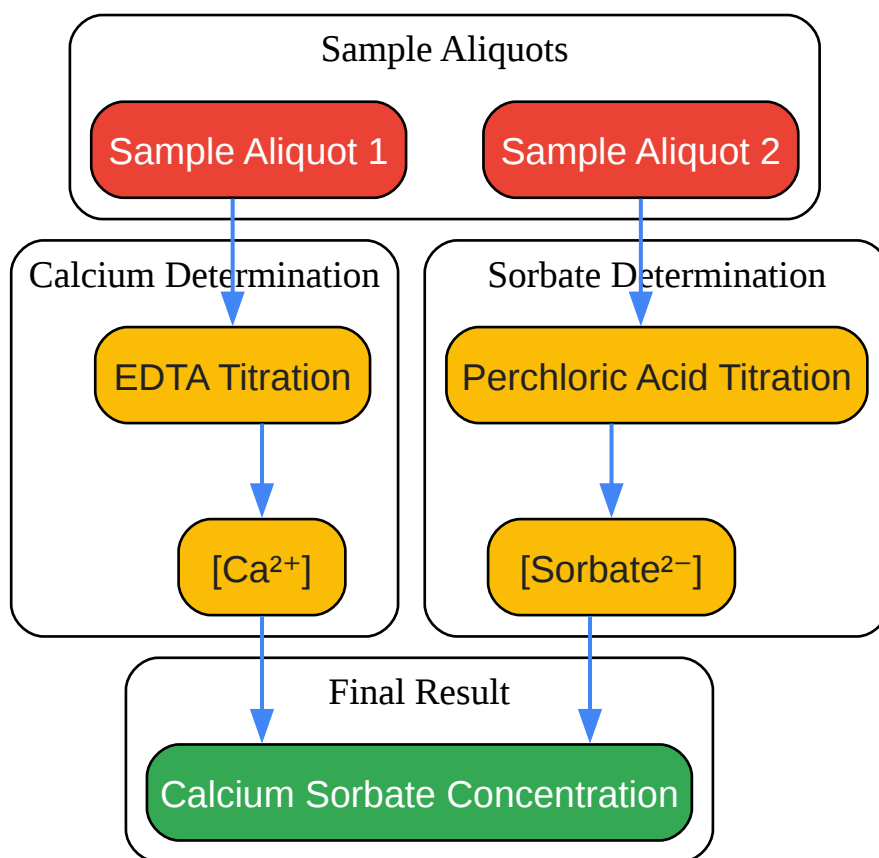 Sample Aliquots
Sample Aliquot 1
Sample Aliquot 2
Calcium Determination
Sorbate Determination
EDTA Titration
Perchloric Acid Titration
[Ca²⁺]
[Sorbate²⁻]
Final Result
Calcium Sorbate Concentration